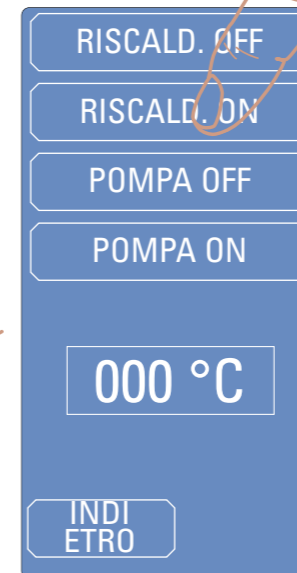 RISCALD. OFF
RISCALD. ON
POMPA OFF
POMPA ON
000 °C
INDI
ETRO